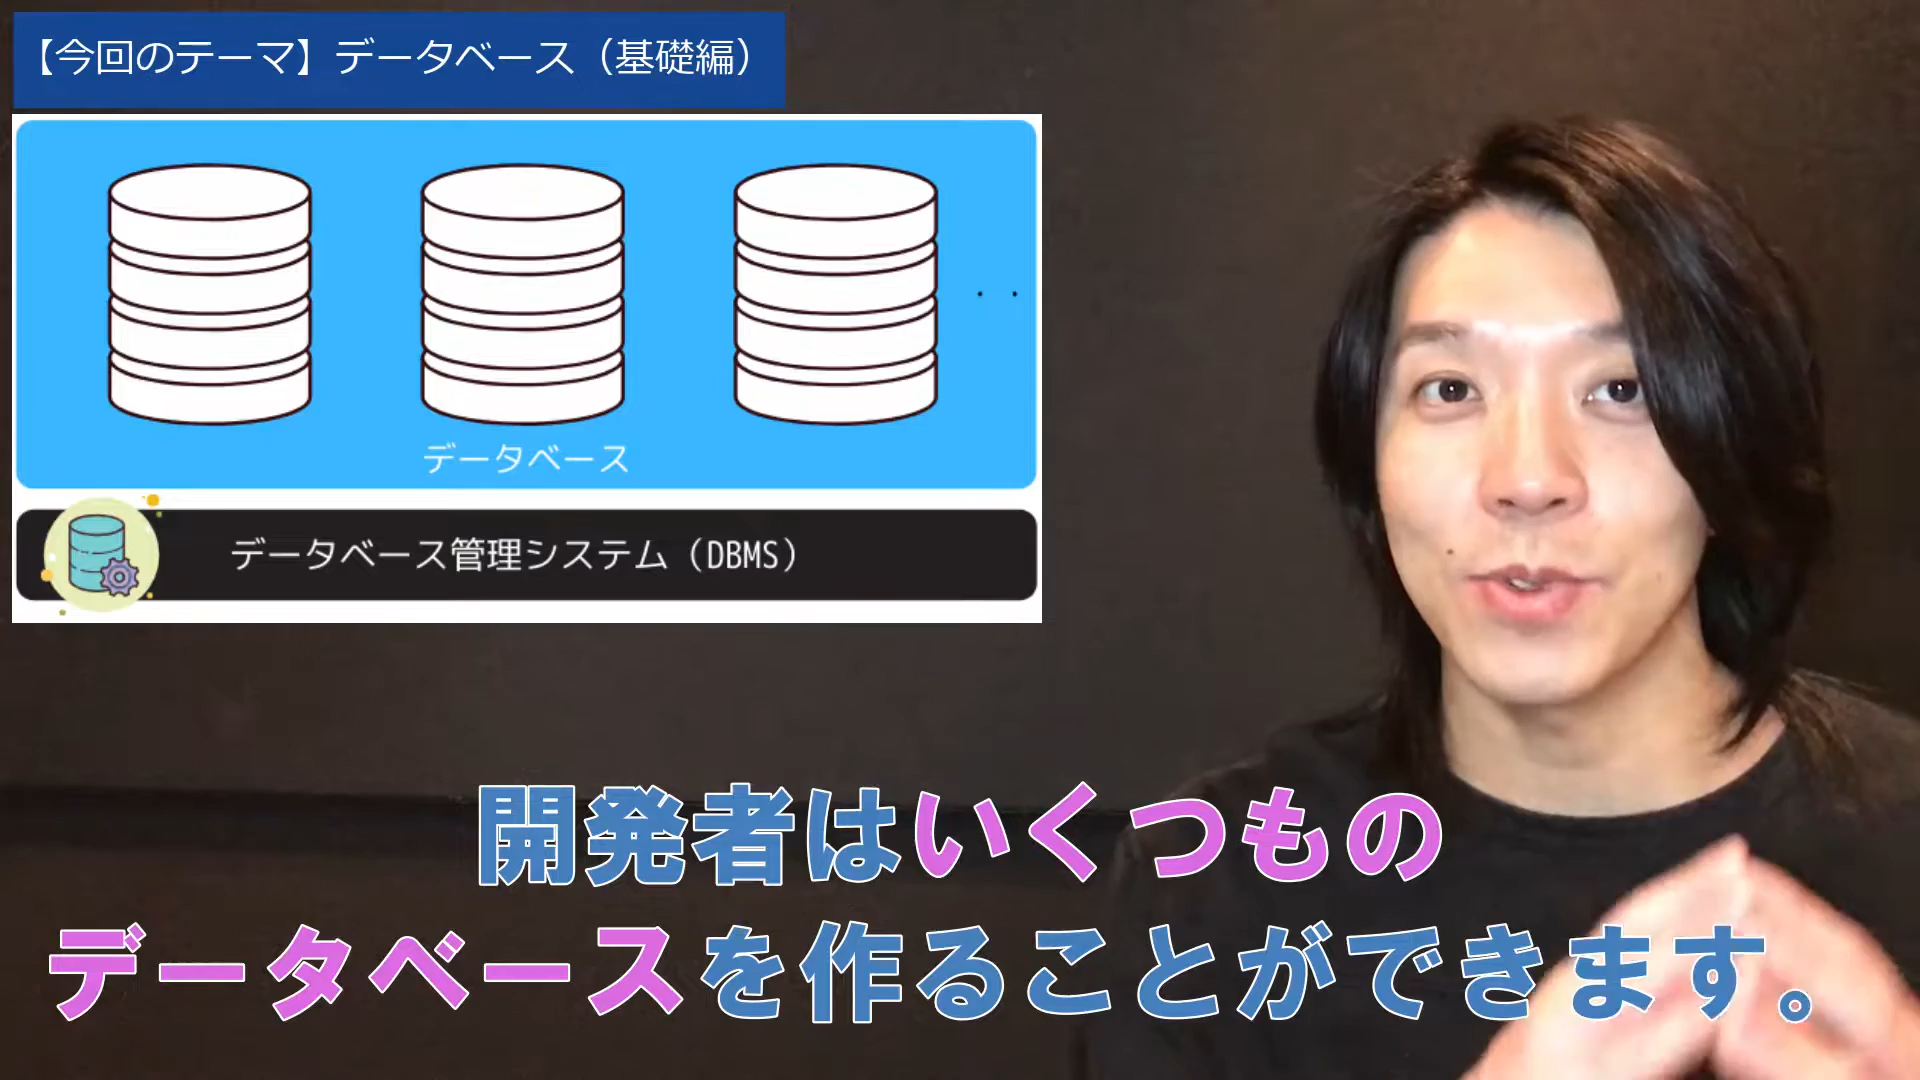 【今回のテーマ】データベース（基礎編）
データベース
データベース管理システム（DBMS）
開発者はいくつもの
データベースを作ることができます。